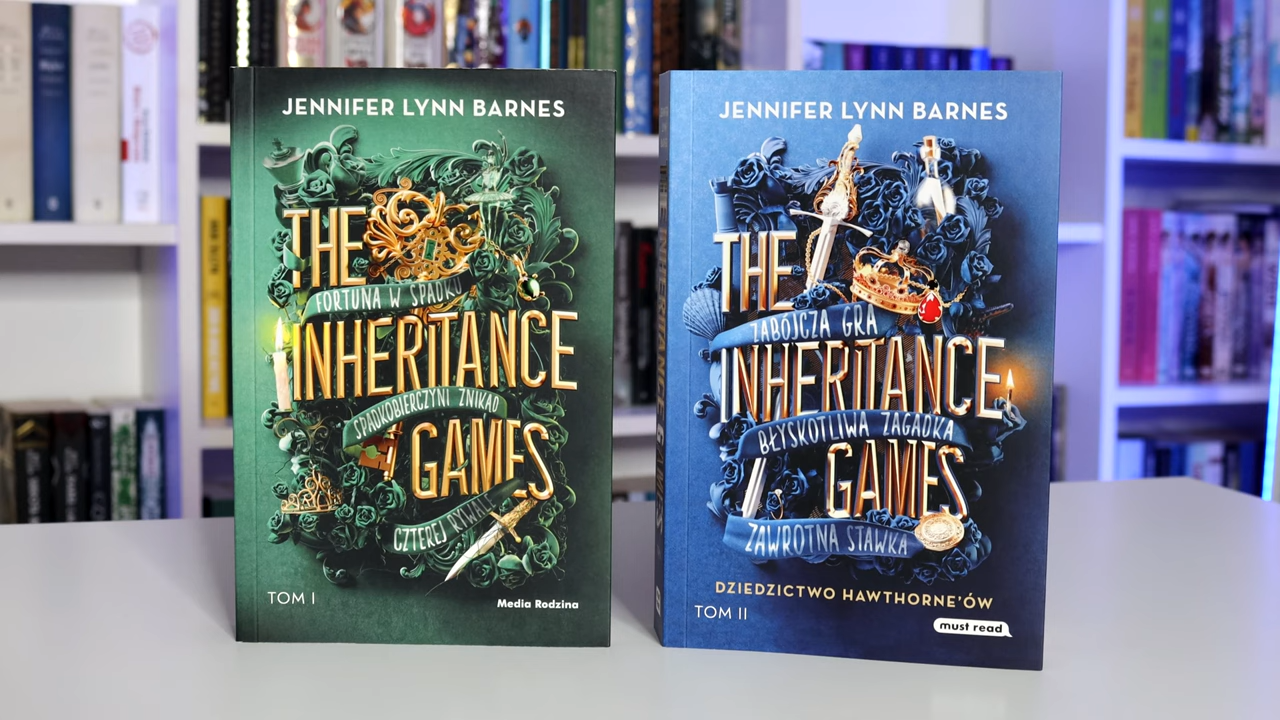 JENNIFER LYNN BARNES
THE
FORTUNA W SPADKU
INHERITANCE
SPADKOBIERCZYNI ZNIKĄD
GAMES
CZTEREJ RYWALE
TOM I
Media Rodzina
JENNIFER LYNN BARNES
THE
ZABÓJCZA GRA
INHERITANCE
BŁYSKOTLIWA ZAGADKA
GAMES
ZAWROTNA STAWKA
DZIEDZICTWO HAWTHORNE'ÓW
TOM II
must read